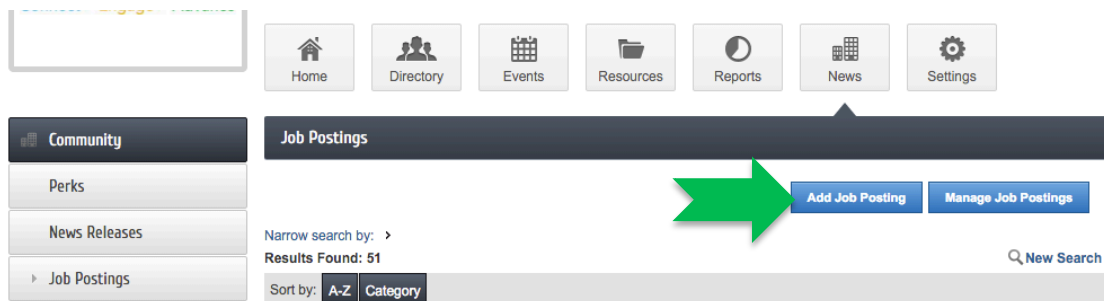 Home Directory Events Resources Reports News Settings
Community
Perks
News Releases
Job Postings
Job Postings
Add Job Posting Manage Job Postings
Narrow search by:
Results Found: 51
New Search
Sort by: A-Z Category